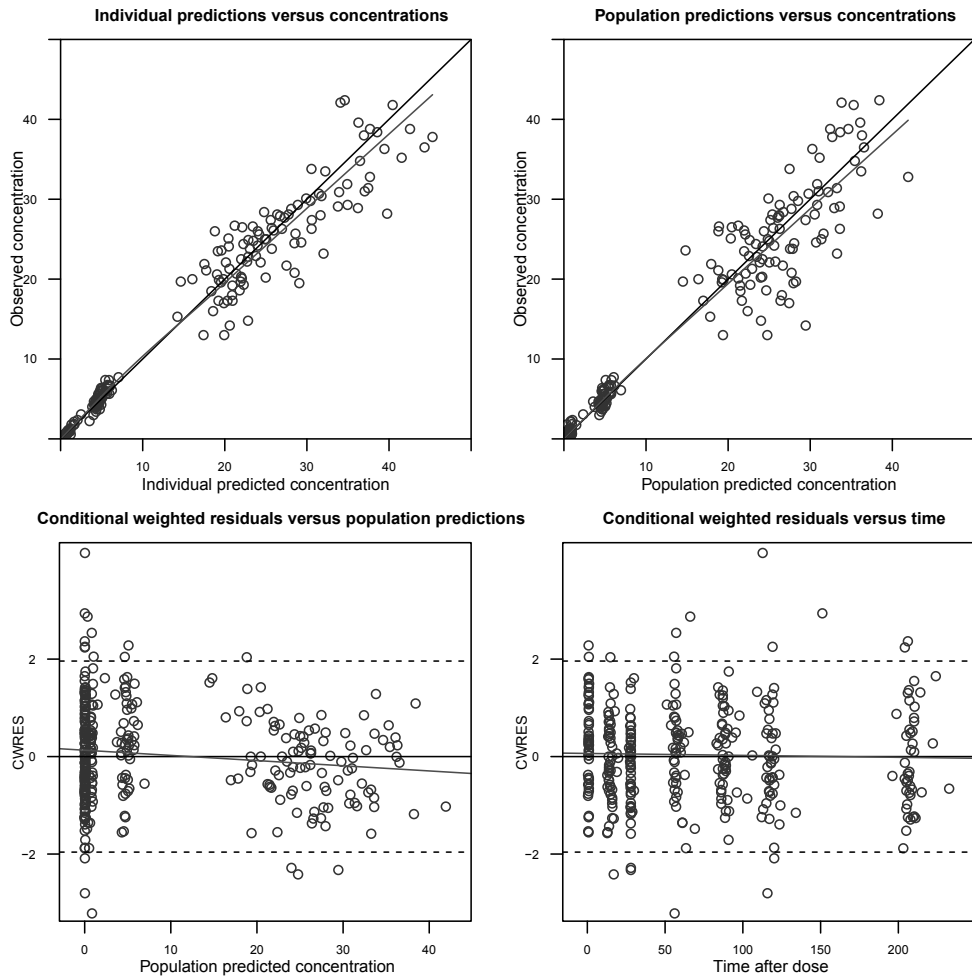 Individual predictions versus concentrations
Observed concentration
40
30
20
10
10 20 30 40
Individual predicted concentration
Population predictions versus concentrations
Observed concentration
40
30
20
10
10 20 30 40
Population predicted concentration
Conditional weighted residuals versus population predictions
CWRES
2
0
−2
0 10 20 30 40
Population predicted concentration
Conditional weighted residuals versus time
CWRES
2
0
−2
0 50 100 150 200
Time after dose